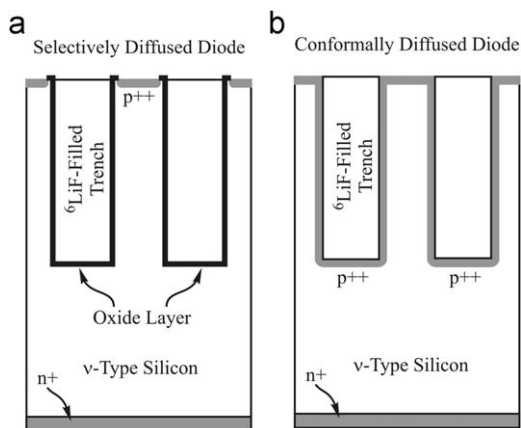 a
Selectively Diffused Diode
p++
⁶LiF-Filled
Trench
Oxide Layer
ν-Type Silicon
n+
b
Conformally Diffused Diode
⁶LiF-Filled
Trench
p++
p++
ν-Type Silicon
n+